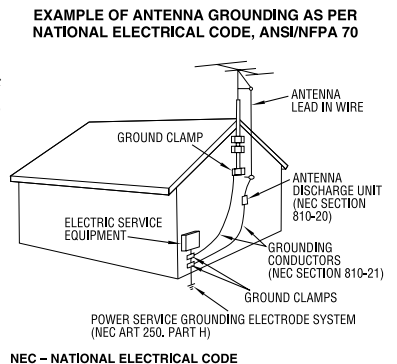 EXAMPLE OF ANTENNA GROUNDING AS PER
NATIONAL ELECTRICAL CODE, ANSI/NFPA 70
ANTENNA
LEAD IN WIRE
GROUND CLAMP
ANTENNA
DISCHARGE UNIT
(NEC SECTION
810-20)
ELECTRIC SERVICE
EQUIPMENT
GROUNDING
CONDUCTORS
(NEC SECTION 810-21)
GROUND CLAMPS
POWER SERVICE GROUNDING ELECTRODE SYSTEM
(NEC ART 250. PART H)
NEC – NATIONAL ELECTRICAL CODE